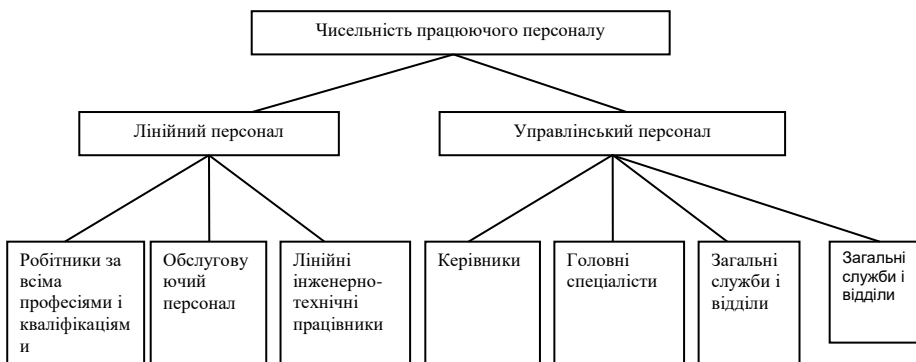 Чисельність працюючого персоналу
Лінійний персонал
Управлінський персонал
Робітники за
всіма
професіями і
кваліфікаціям
и
Обслугову
ючий
персонал
Лінійні
інженерно-
технічні
працівники
Керівники
Головні
спеціалісти
Загальні
служби і
відділи
Загальні
служби і
відділи